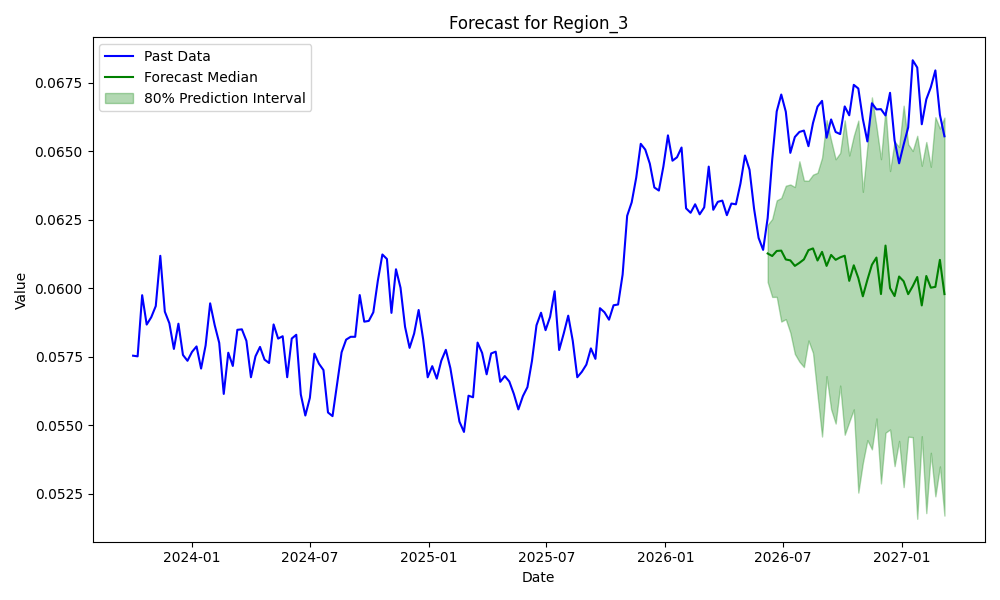 Forecast for Region_3
Past Data
Forecast Median
80% Prediction Interval
0.0675
0.0650
0.0625
0.0600
0.0575
0.0550
0.0525
Value
2024-01
2024-07
2025-01
2025-07
2026-01
2026-07
2027-01
Date